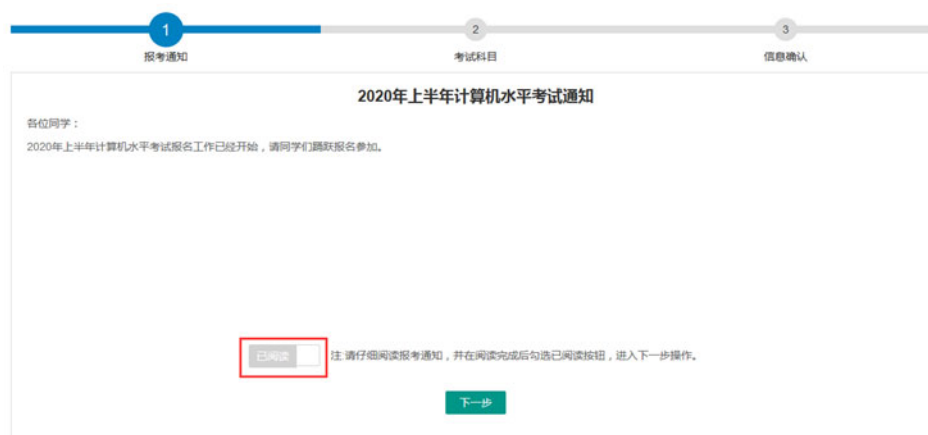 1
2
3
报考通知
考试科目
信息确认
2020年上半年计算机水平考试通知
各位同学：
2020年上半年计算机水平考试报名工作已经开始，请同学们踊跃报名参加。
已阅读
注:请仔细阅读报考通知，并在阅读完成后勾选已阅读按钮，进入下一步操作。
下一步